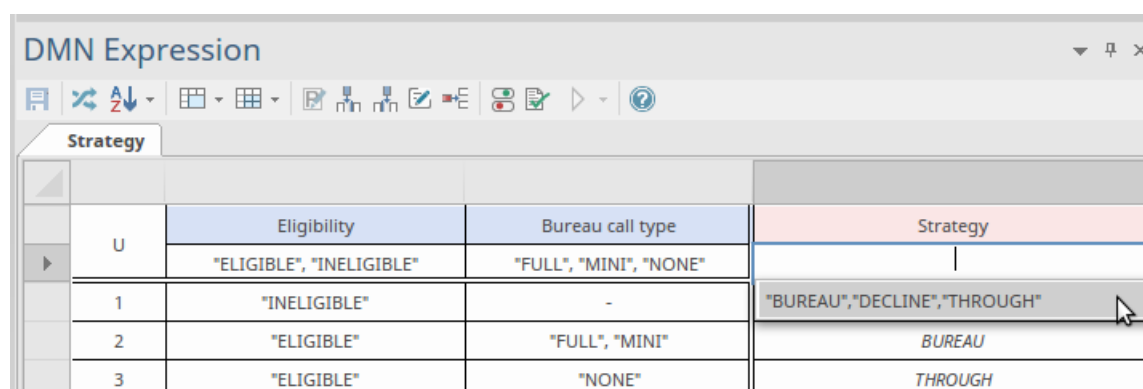 DMN Expression
Strategy
U Eligibility Bureau call type Strategy
"ELIGIBLE", "INELIGIBLE" "FULL", "MINI", "NONE"
1 "INELIGIBLE" - "BUREAU","DECLINE","THROUGH"
2 "ELIGIBLE" "FULL", "MINI" BUREAU
3 "ELIGIBLE" "NONE" THROUGH